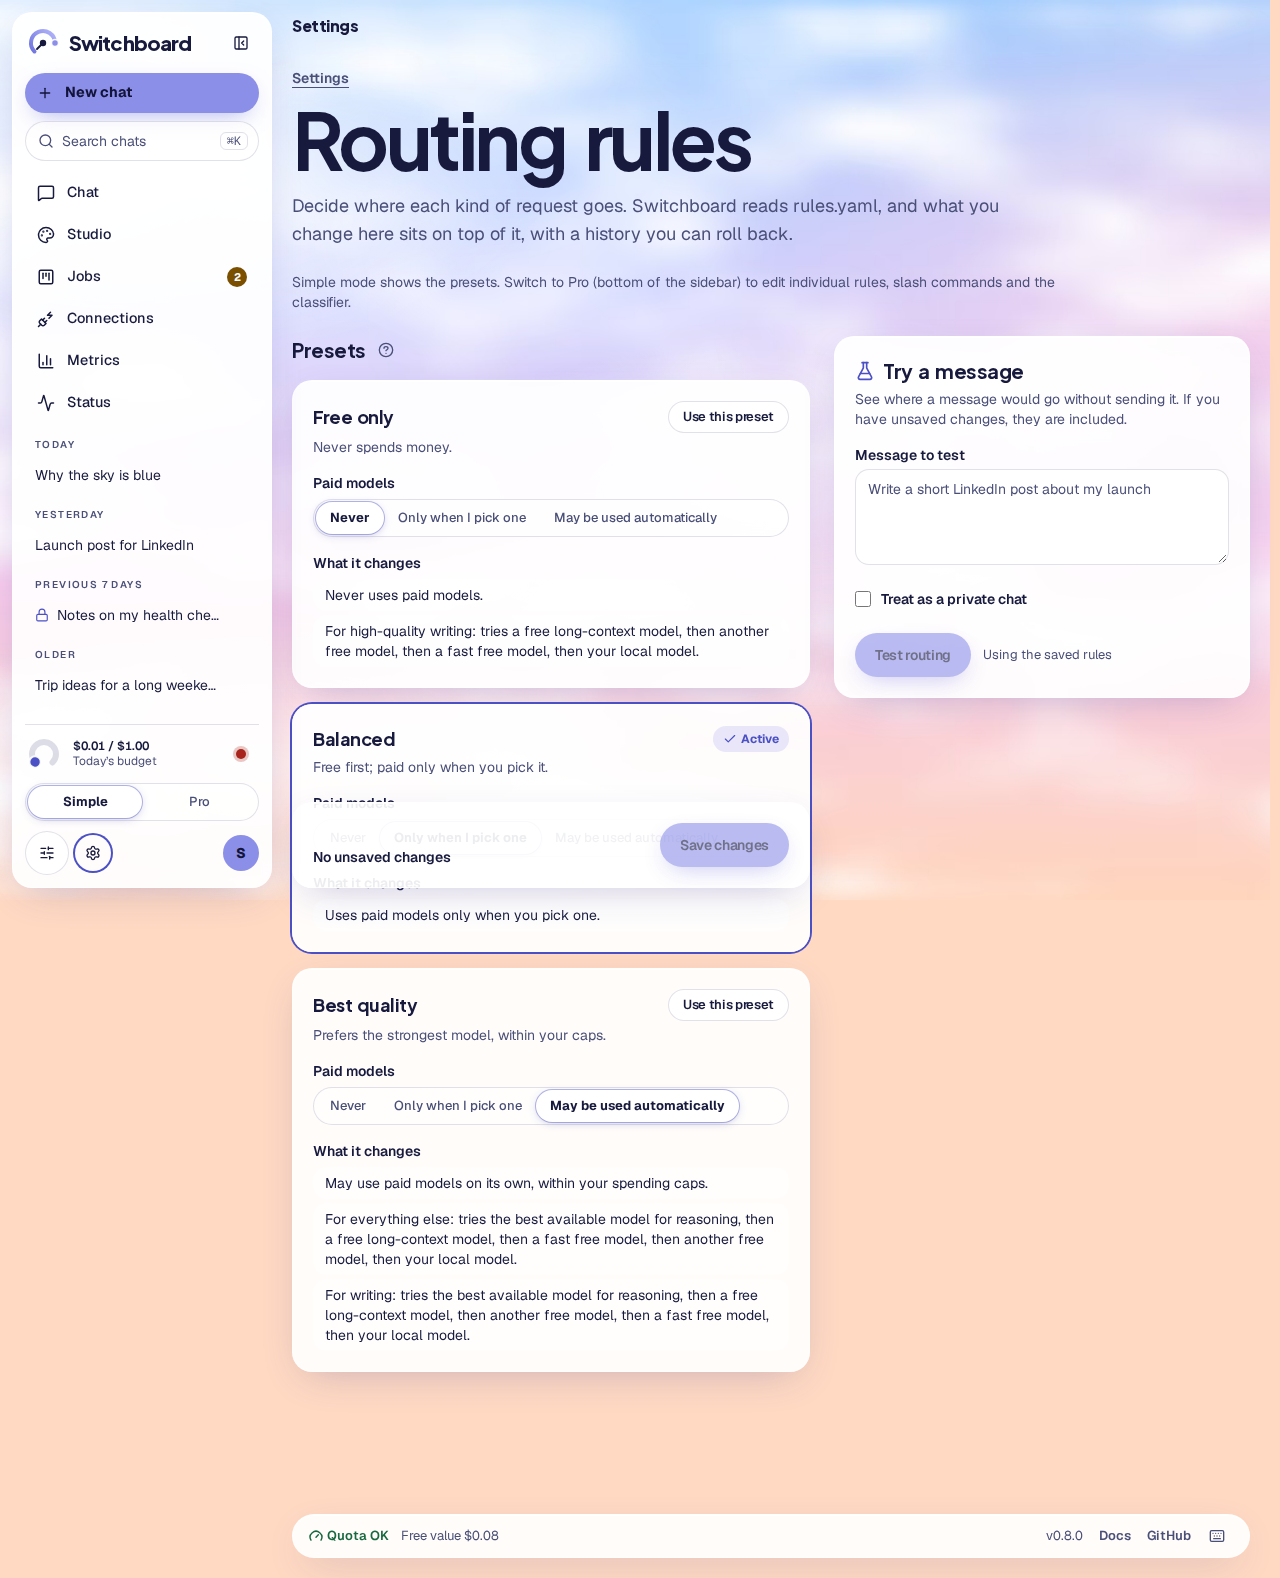 Switchboard
New chat
Search chats ⌘K
Chat
Studio
Jobs 2
Connections
Metrics
Status
TODAY
Why the sky is blue
YESTERDAY
Launch post for LinkedIn
PREVIOUS 7 DAYS
Notes on my health che…
OLDER
Trip ideas for a long weeke…
$0.01 / $1.00
Today's budget
Simple Pro
S
Settings
Settings
Routing rules
Decide where each kind of request goes. Switchboard reads rules.yaml, and what you
change here sits on top of it, with a history you can roll back.
Simple mode shows the presets. Switch to Pro (bottom of the sidebar) to edit individual rules, slash commands and the
classifier.
Presets
Free only Use this preset
Never spends money.
Paid models
Never Only when I pick one May be used automatically
What it changes
Never uses paid models.
For high-quality writing: tries a free long-context model, then another
free model, then a fast free model, then your local model.
Balanced Active
Free first; paid only when you pick it.
Paid models
Never Only when I pick one May be used automatically
No unsaved changes Save changes
What it changes
Uses paid models only when you pick one.
Best quality Use this preset
Prefers the strongest model, within your caps.
Paid models
Never Only when I pick one May be used automatically
What it changes
May use paid models on its own, within your spending caps.
For everything else: tries the best available model for reasoning, then
a free long-context model, then a fast free model, then another free
model, then your local model.
For writing: tries the best available model for reasoning, then a free
long-context model, then another free model, then a fast free model,
then your local model.
Try a message
See where a message would go without sending it. If you
have unsaved changes, they are included.
Message to test
Write a short LinkedIn post about my launch
Treat as a private chat
Test routing Using the saved rules
Quota OK Free value $0.08 v0.8.0 Docs GitHub